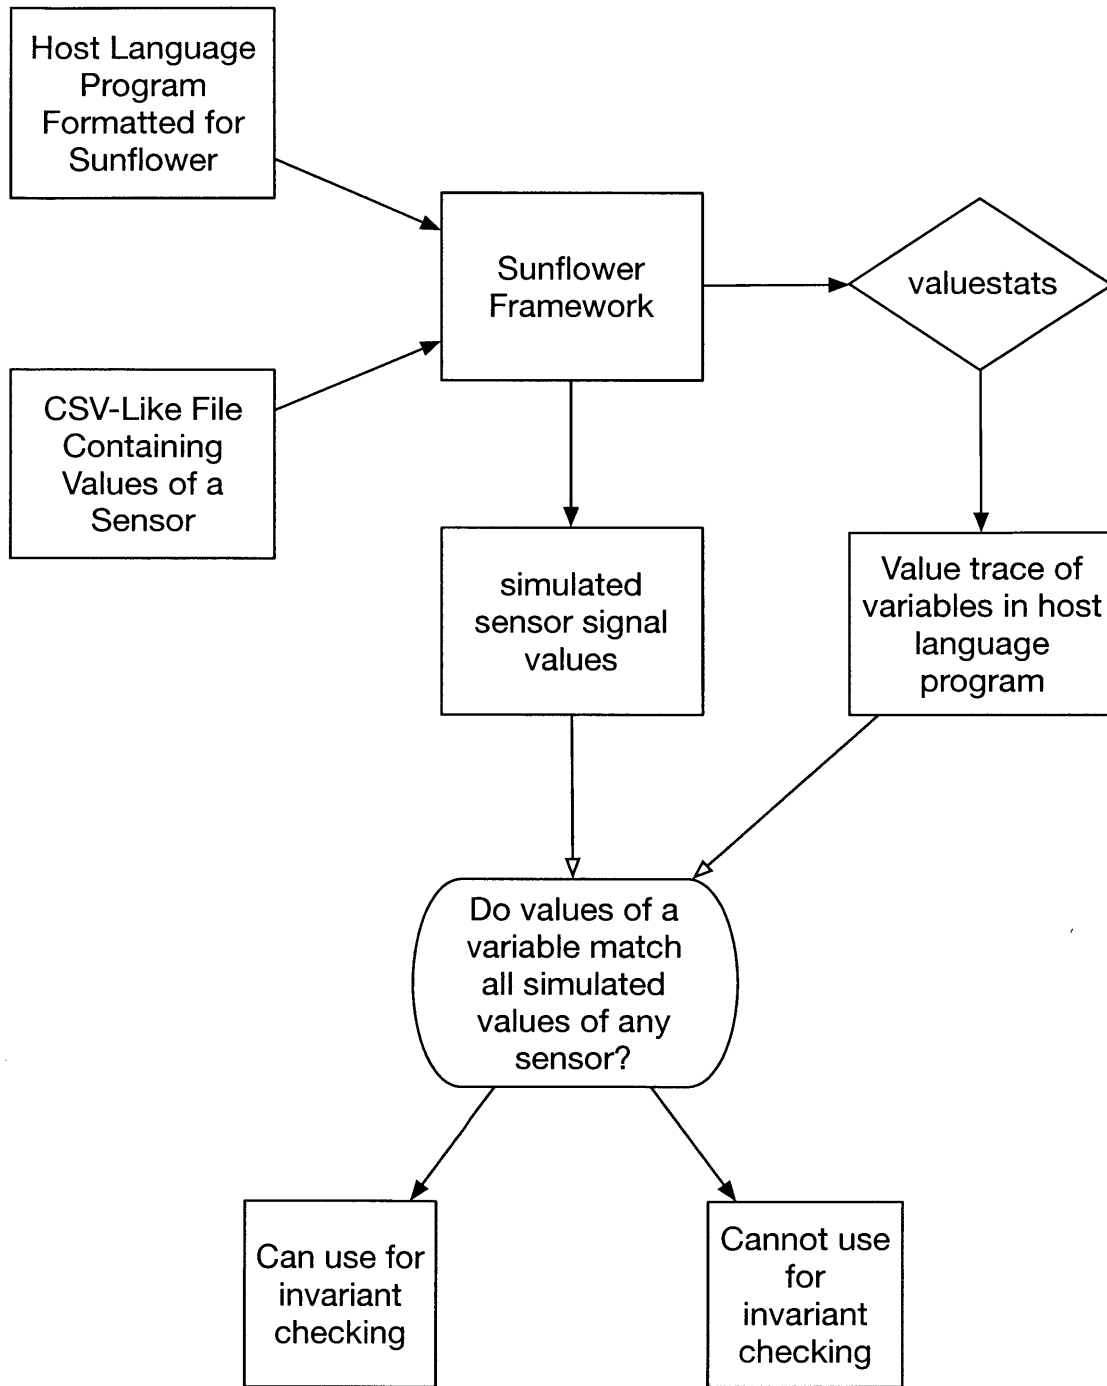 Host Language
Program
Formatted for
Sunflower
Sunflower
Framework
valuestats
CSV-Like File
Containing
Values of a
Sensor
simulated
sensor signal
values
Value trace of
variables in host
language
program
Do values of a
variable match
all simulated
values of any
sensor?
Can use for
invariant
checking
Cannot use
for
invariant
checking